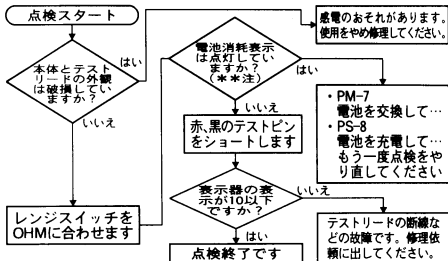 点検スタート
本体とテスト
リードの外観
は破損してい
ますか？
はい
いいえ
感電のおそれがあります。
使用をやめ修理してください。
レンジスイッチを
OHMに合わせます
電池消耗表示
は点灯してい
ますか？
(＊＊注)
はい
いいえ
・PM-7
電池を交換して…
・PS-8
電池を充電して…
もう一度点検をや
り直してください
赤、黒のテストピン
をショートします
表示器の表
示が10以下
ですか？
いいえ
はい
テストリードの断線な
どの故障です。修理依
頼に出してください。
点検終了です